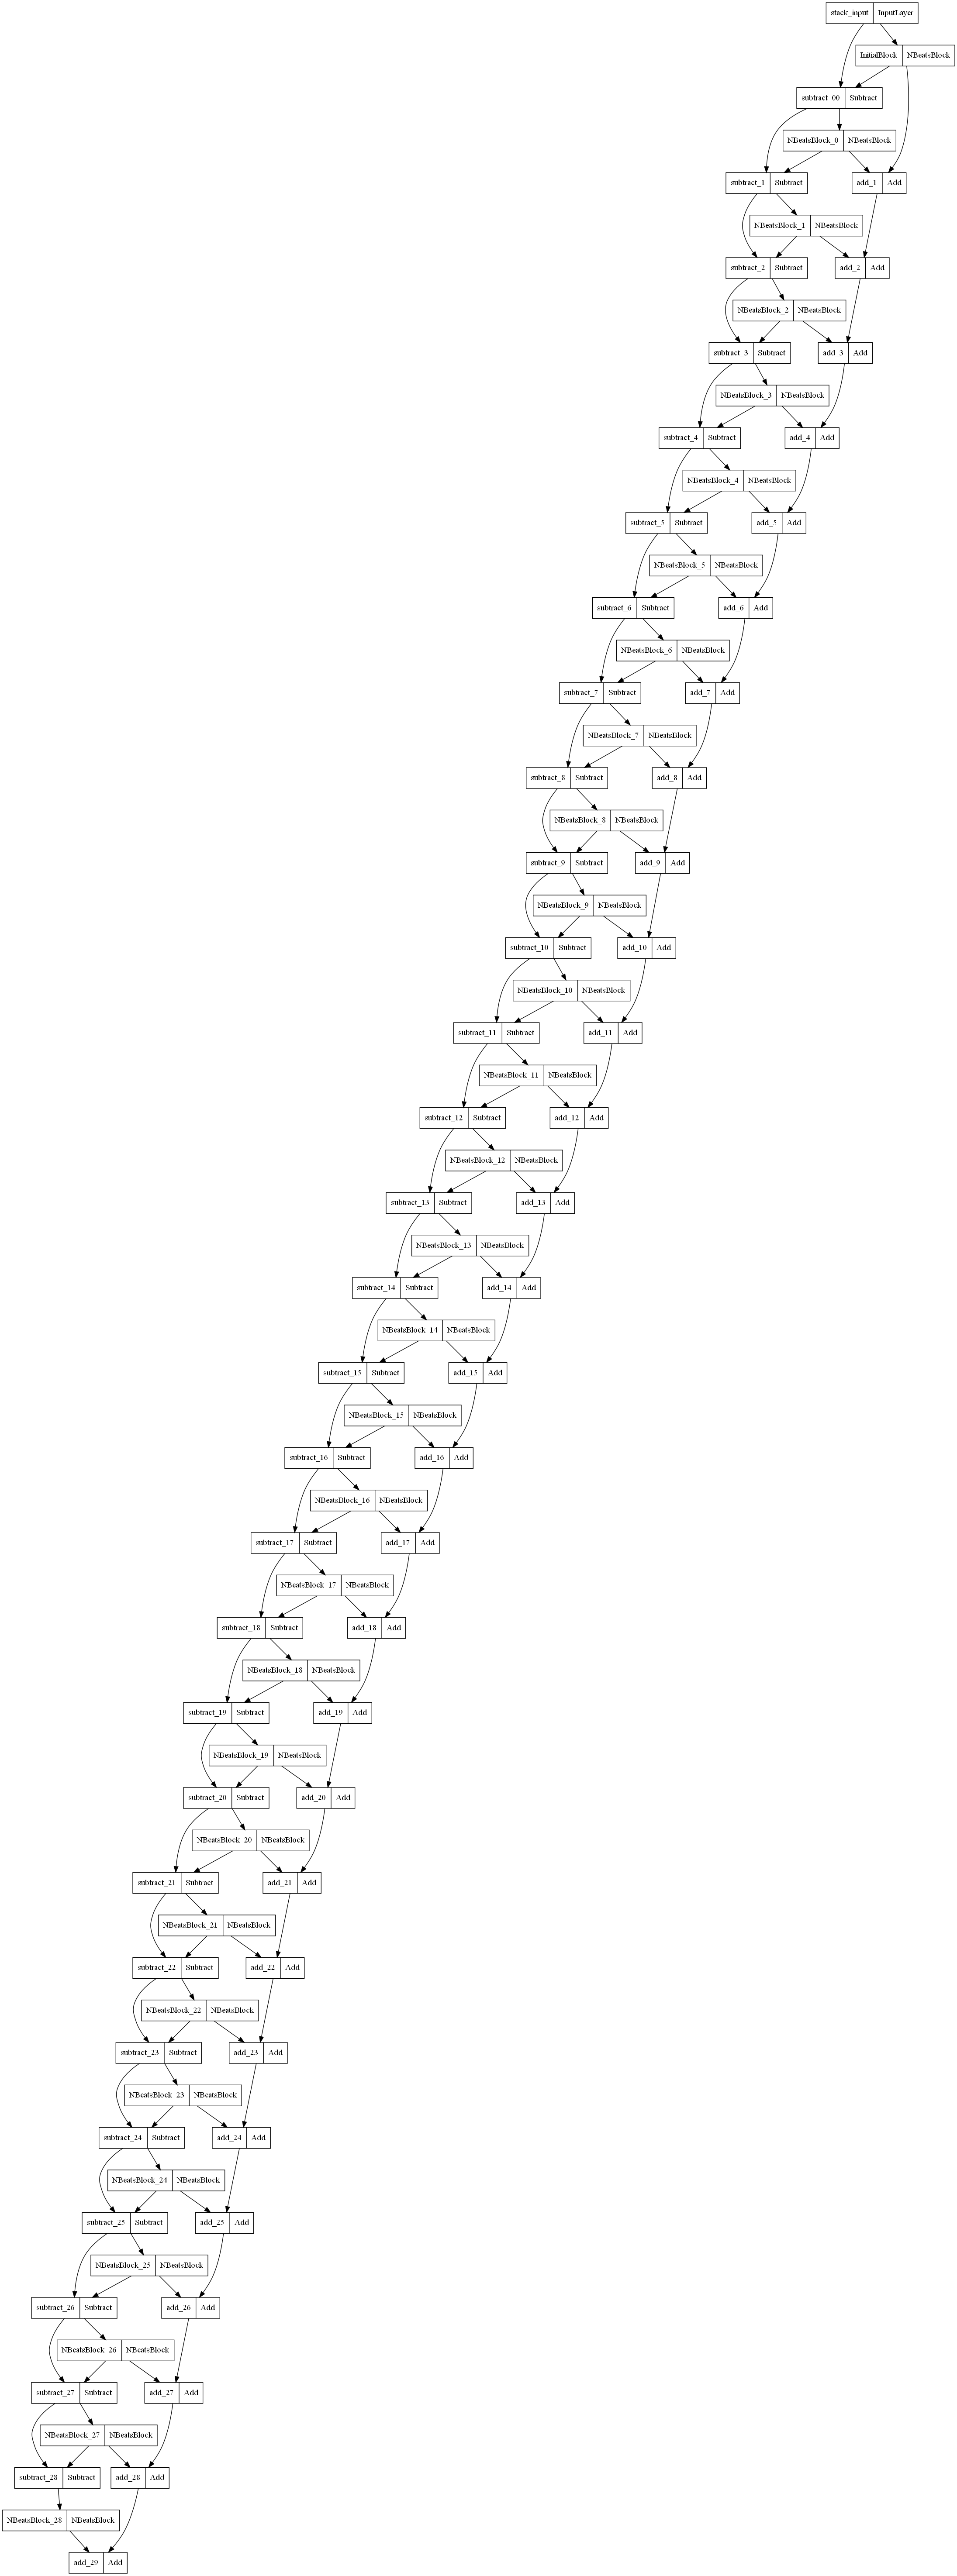 stack_input InputLayer
InitialBlock NBeatsBlock
subtract_00 Subtract
NBeatsBlock_0 NBeatsBlock
subtract_1 Subtract add_1 Add
NBeatsBlock_1 NBeatsBlock
subtract_2 Subtract add_2 Add
NBeatsBlock_2 NBeatsBlock
subtract_3 Subtract add_3 Add
NBeatsBlock_3 NBeatsBlock
subtract_4 Subtract add_4 Add
NBeatsBlock_4 NBeatsBlock
subtract_5 Subtract add_5 Add
NBeatsBlock_5 NBeatsBlock
subtract_6 Subtract add_6 Add
NBeatsBlock_6 NBeatsBlock
subtract_7 Subtract add_7 Add
NBeatsBlock_7 NBeatsBlock
subtract_8 Subtract add_8 Add
NBeatsBlock_8 NBeatsBlock
subtract_9 Subtract add_9 Add
NBeatsBlock_9 NBeatsBlock
subtract_10 Subtract add_10 Add
NBeatsBlock_10 NBeatsBlock
subtract_11 Subtract add_11 Add
NBeatsBlock_11 NBeatsBlock
subtract_12 Subtract add_12 Add
NBeatsBlock_12 NBeatsBlock
subtract_13 Subtract add_13 Add
NBeatsBlock_13 NBeatsBlock
subtract_14 Subtract add_14 Add
NBeatsBlock_14 NBeatsBlock
subtract_15 Subtract add_15 Add
NBeatsBlock_15 NBeatsBlock
subtract_16 Subtract add_16 Add
NBeatsBlock_16 NBeatsBlock
subtract_17 Subtract add_17 Add
NBeatsBlock_17 NBeatsBlock
subtract_18 Subtract add_18 Add
NBeatsBlock_18 NBeatsBlock
subtract_19 Subtract add_19 Add
NBeatsBlock_19 NBeatsBlock
subtract_20 Subtract add_20 Add
NBeatsBlock_20 NBeatsBlock
subtract_21 Subtract add_21 Add
NBeatsBlock_21 NBeatsBlock
subtract_22 Subtract add_22 Add
NBeatsBlock_22 NBeatsBlock
subtract_23 Subtract add_23 Add
NBeatsBlock_23 NBeatsBlock
subtract_24 Subtract add_24 Add
NBeatsBlock_24 NBeatsBlock
subtract_25 Subtract add_25 Add
NBeatsBlock_25 NBeatsBlock
subtract_26 Subtract add_26 Add
NBeatsBlock_26 NBeatsBlock
subtract_27 Subtract add_27 Add
NBeatsBlock_27 NBeatsBlock
subtract_28 Subtract add_28 Add
NBeatsBlock_28 NBeatsBlock
add_29 Add